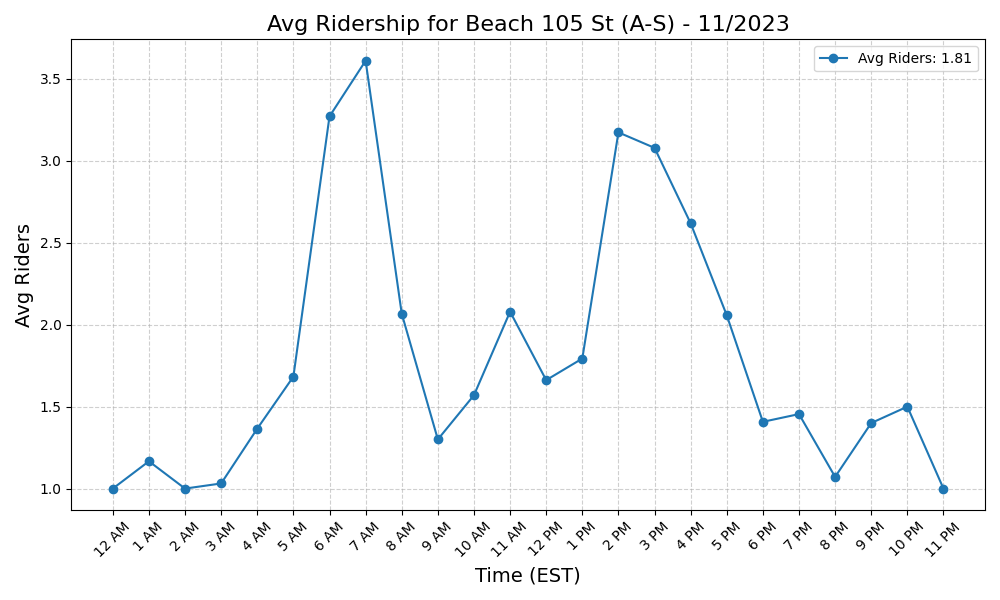 Avg Ridership for Beach 105 St (A-S) - 11/2023
Avg Riders: 1.81
Avg Riders
3.5
3.0
2.5
2.0
1.5
1.0
12 AM
1 AM
2 AM
3 AM
4 AM
5 AM
6 AM
7 AM
8 AM
9 AM
10 AM
11 AM
12 PM
1 PM
2 PM
3 PM
4 PM
5 PM
6 PM
7 PM
8 PM
9 PM
10 PM
11 PM
Time (EST)